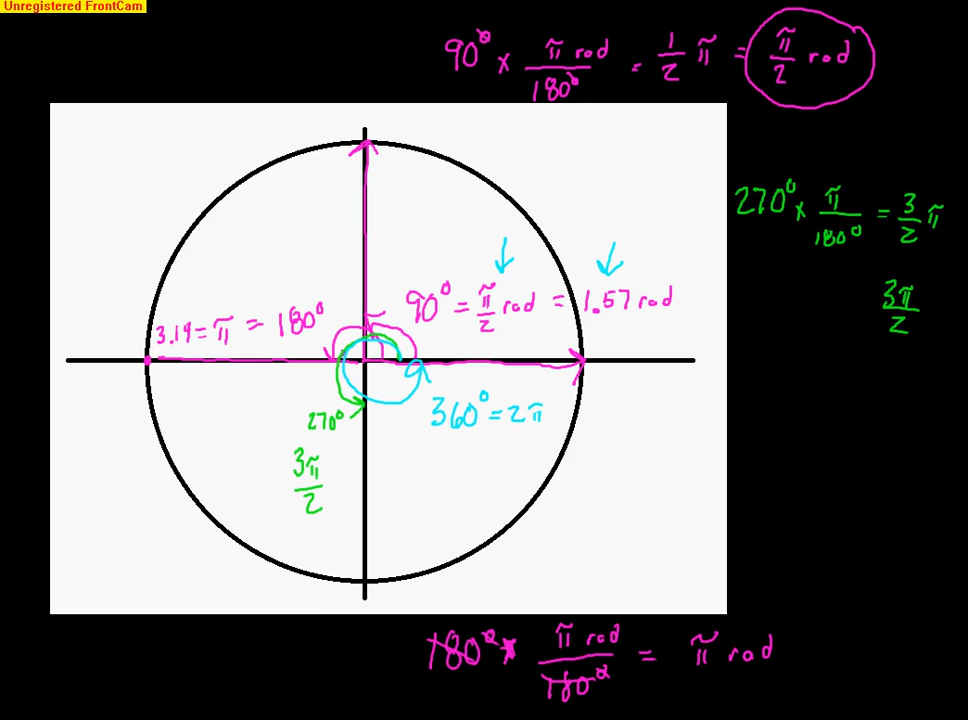 Unregistered FrontCam
90° × π rad / 180° = 1/2 π = π/2 rad
270° × π / 180° = 3/2 π
3π/2
90° = π/2 rad = 1.57 rad
3.14 = π = 180°
360° = 2π
270°
3π/2
180° × π rad / 180° = π rad